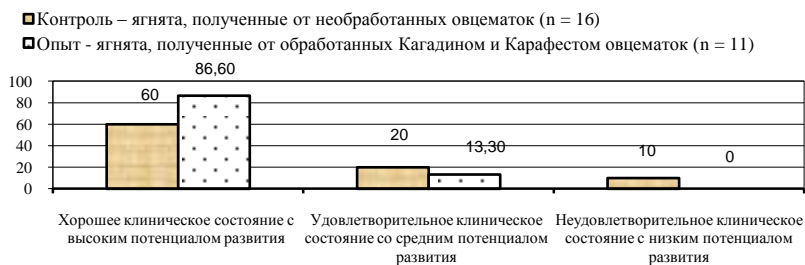 Контроль – ягнята, полученные от необработанных овцематок (n = 16)
Опыт - ягнята, полученные от обработанных Кагадином и Карафестом овцематок (n = 11)
86,60
100
80
60
40
20
0
60
20
13,30
10
0
Хорошее клиническое состояние с
высоким потенциалом развития
Удовлетворительное клиническое
состояние со средним потенциалом
развития
Неудовлетворительное клиническое
состояние с низким потенциалом
развития